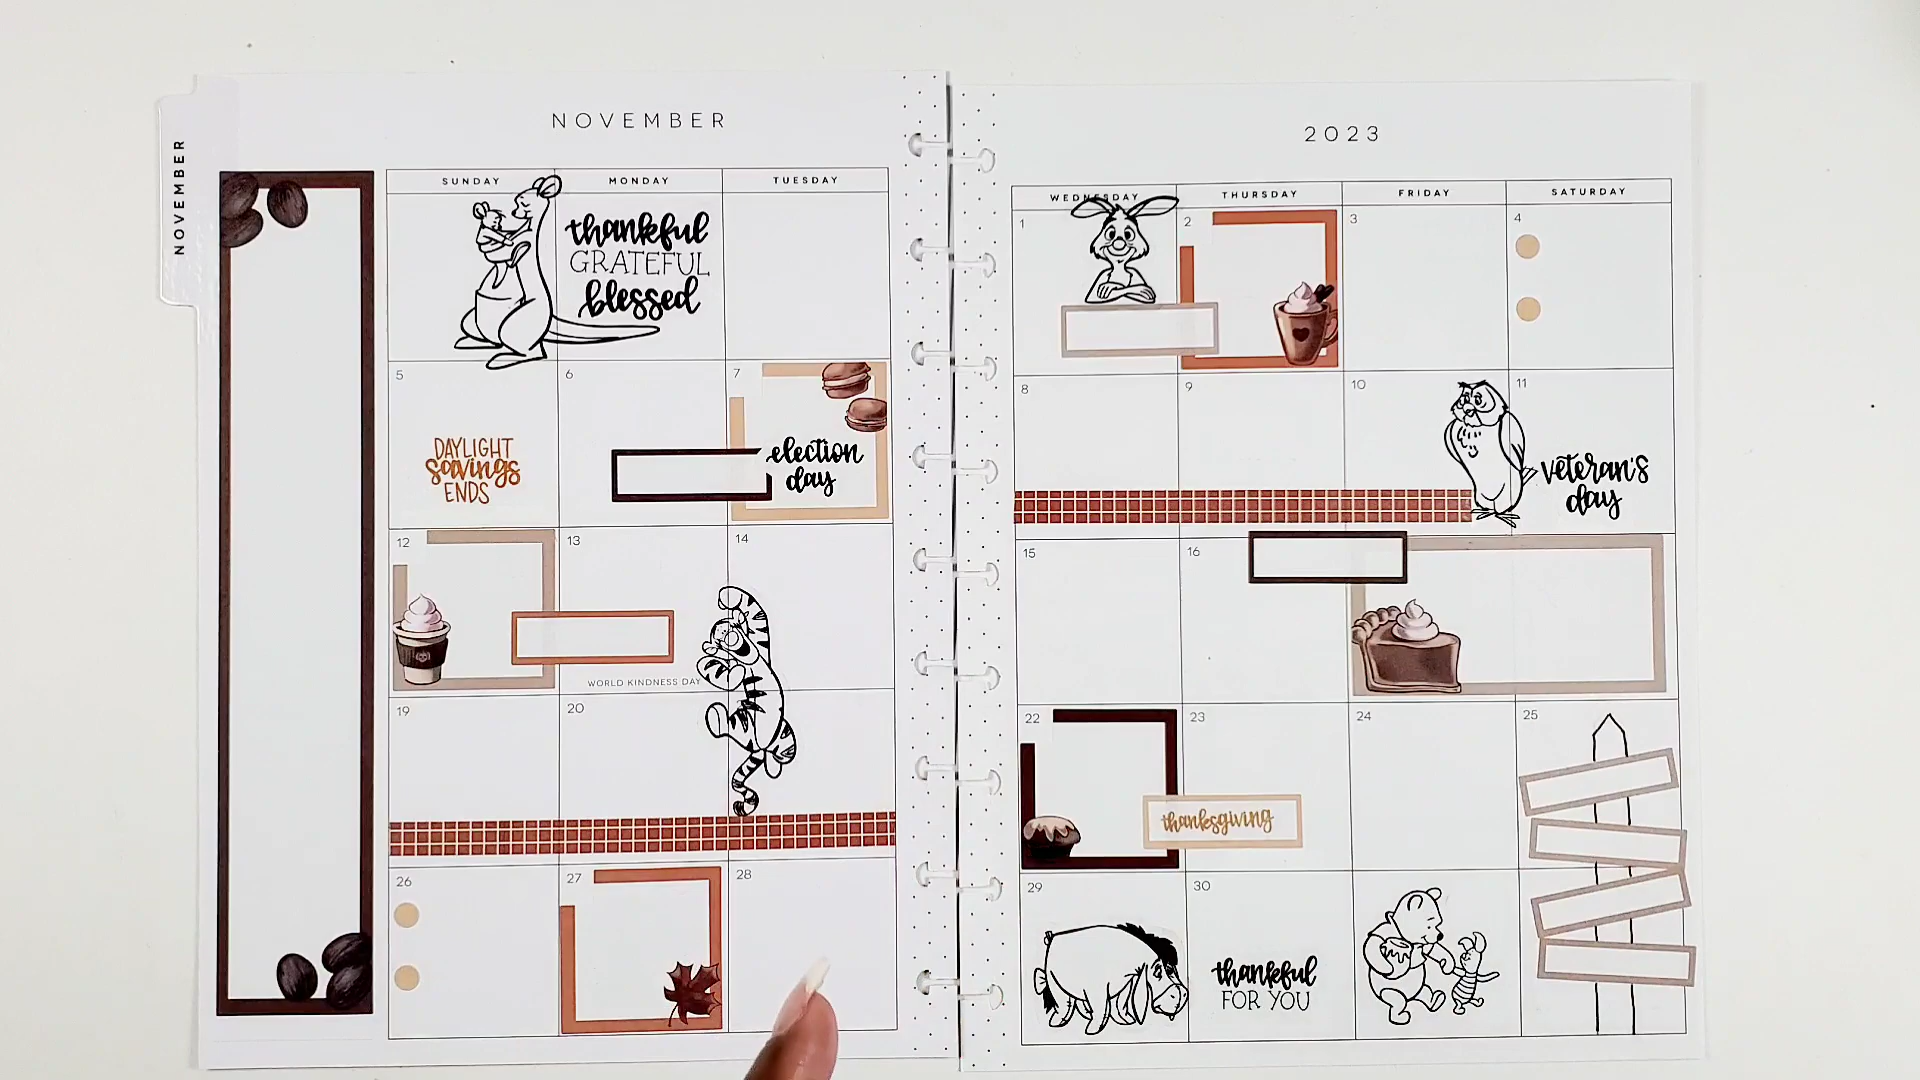 NOVEMBER
2023
NOVEMBER
SUNDAY
MONDAY
TUESDAY
WEDNESDAY
THURSDAY
FRIDAY
SATURDAY
thankful
GRATEFUL
blessed
1
2
3
4
5
DAYLIGHT
savings
ENDS
6
7
election
day
8
9
10
11
veteran's
day
12
13
WORLD KINDNESS DAY
14
15
16
19
20
22
23
thanksgiving
24
25
26
27
28
29
30
thankful
FOR YOU